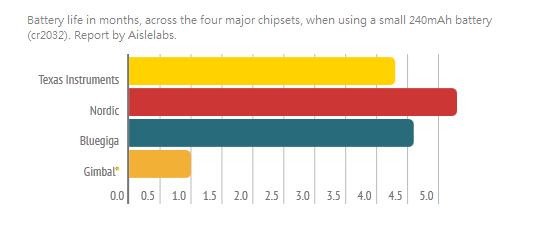 Battery life in months, across the four major chipsets, when using a small 240mAh battery
(cr2032). Report by Aislelabs.
Texas Instruments
Nordic
Bluegiga
Gimbal*
0.0 0.5 1.0 1.5 2.0 2.5 3.0 3.5 4.0 4.5 5.0